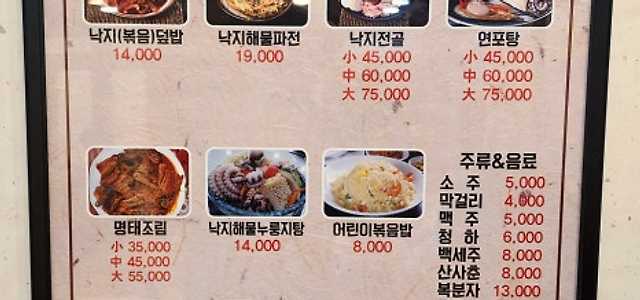 낙지(볶음)덮밥
14,000
낙지해물파전
19,000
낙지전골
小 45,000
中 60,000
大 75,000
연포탕
小 45,000
中 60,000
大 75,000
명태조림
小 35,000
中 45,000
大 55,000
낙지해물누룽지탕
14,000
어린이볶음밥
8,000
주류&음료
소 주 5,000
막걸리 4,000
맥 주 5,000
청 하 6,000
백세주 8,000
산사춘 8,000
복분자 13,000